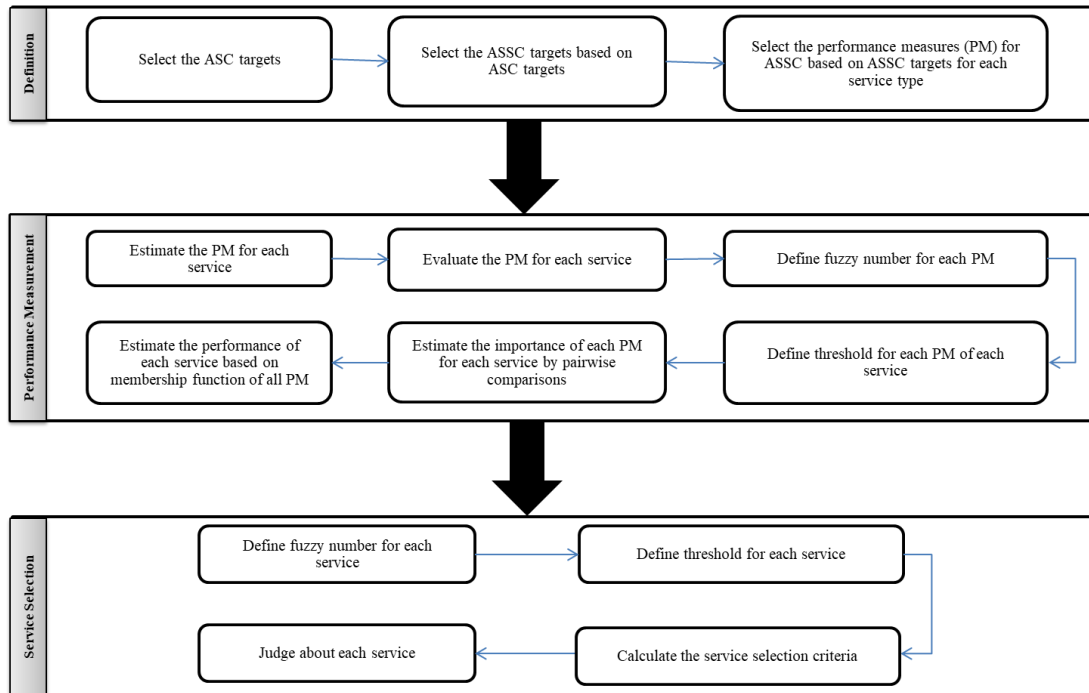 Definition
Select the ASC targets
Select the ASSC targets based on
ASC targets
Select the performance measures (PM) for
ASSC based on ASSC targets for each
service type
Performance Measurement
Estimate the PM for each
service
Evaluate the PM for each service
Define fuzzy number for each PM
Define threshold for each PM of each
service
Estimate the importance of each PM
for each service by pairwise
comparisons
Estimate the performance of
each service based on
membership function of all PM
Service Selection
Define fuzzy number for each
service
Define threshold for each service
Calculate the service selection criteria
Judge about each service